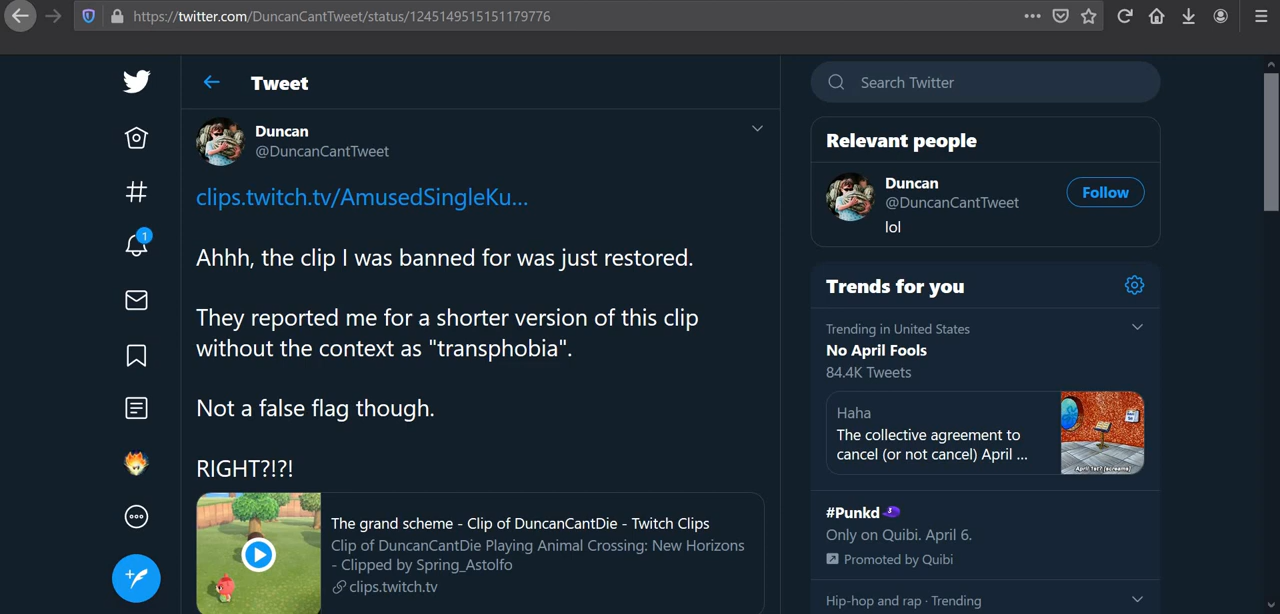 https://twitter.com/DuncanCantTweet/status/1245149515151179776
Tweet
Duncan
@DuncanCantTweet
clips.twitch.tv/AmusedSingleKu...
Ahhh, the clip I was banned for was just restored.
They reported me for a shorter version of this clip
without the context as "transphobia".
Not a false flag though.
RIGHT?!?!
The grand scheme - Clip of DuncanCantDie - Twitch Clips
Clip of DuncanCantDie Playing Animal Crossing: New Horizons
- Clipped by Spring_Astolfo
clips.twitch.tv
1
Search Twitter
Relevant people
Duncan
@DuncanCantTweet
Follow
lol
Trends for you
Trending in United States
No April Fools
84.4K Tweets
Haha
The collective agreement to
cancel (or not cancel) April ...
April 1st? [screams]
#Punkd
Only on Quibi. April 6.
Promoted by Quibi
Hip-hop and rap · Trending